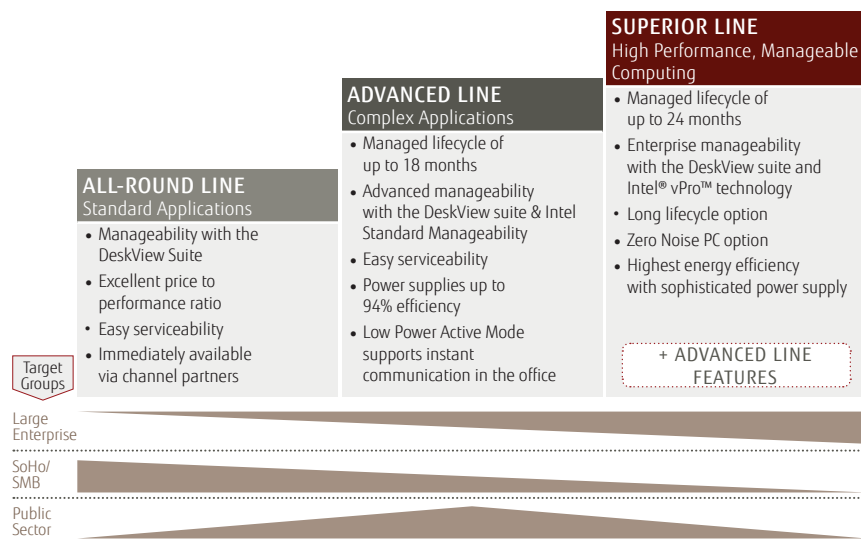 SUPERIOR LINE
High Performance, Manageable
Computing
• Managed lifecycle of
up to 24 months
• Enterprise manageability
with the DeskView suite and
Intel® vPro™ technology
• Long lifecycle option
• Zero Noise PC option
• Highest energy efficiency
with sophisticated power supply
+ ADVANCED LINE
FEATURES
ADVANCED LINE
Complex Applications
• Managed lifecycle of
up to 18 months
• Advanced manageability
with the DeskView suite & Intel
Standard Manageability
• Easy serviceability
• Power supplies up to
94% efficiency
• Low Power Active Mode
supports instant
communication in the office
ALL-ROUND LINE
Standard Applications
• Manageability with the
DeskView Suite
• Excellent price to
performance ratio
• Easy serviceability
• Immediately available
via channel partners
Target
Groups
Large
Enterprise
SoHo/
SMB
Public
Sector